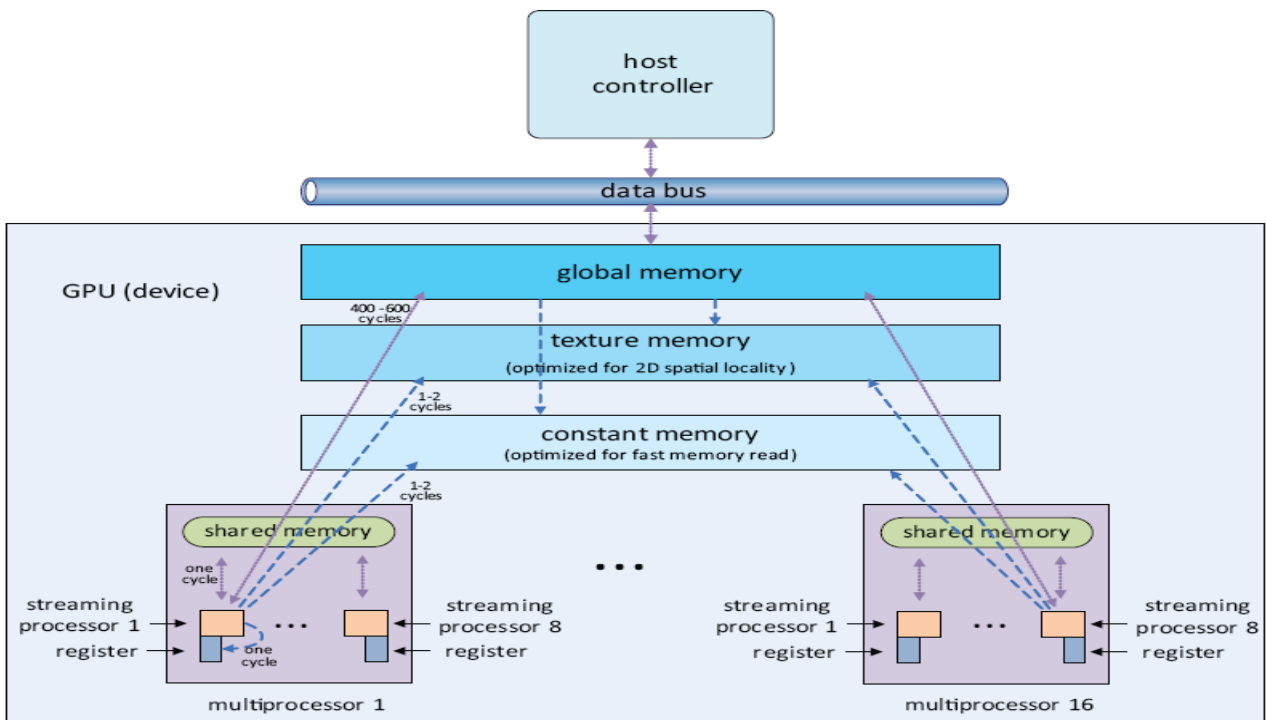 host
controller
data bus
global memory
GPU (device)
400 -600
cycles
texture memory
(optimized for 2D spatial locality)
1-2
cycles
constant memory
(optimized for fast memory read)
1-2
cycles
shared memory
shared memory
one
cycle
...
streaming
processor 1
...
streaming
processor 8
streaming
processor 1
...
streaming
processor 8
register
one
cycle
register
register
register
multiprocessor 1
multiprocessor 16